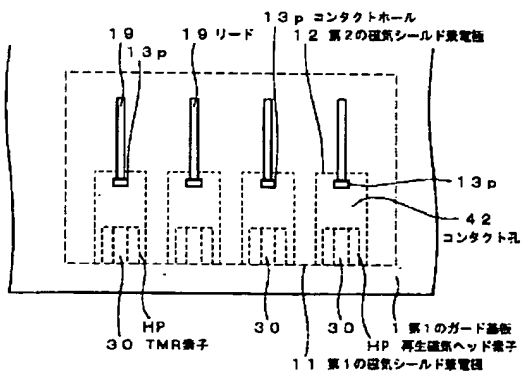 13p コンタクトホール
19
19 リード
12 第2の磁気シールド兼電極
13p
13p
42
コンタクト孔
HP
30 TMR素子
30
30
1 第1のガード基板
HP 再生磁気ヘッド素子
11 第1の磁気シールド兼電極